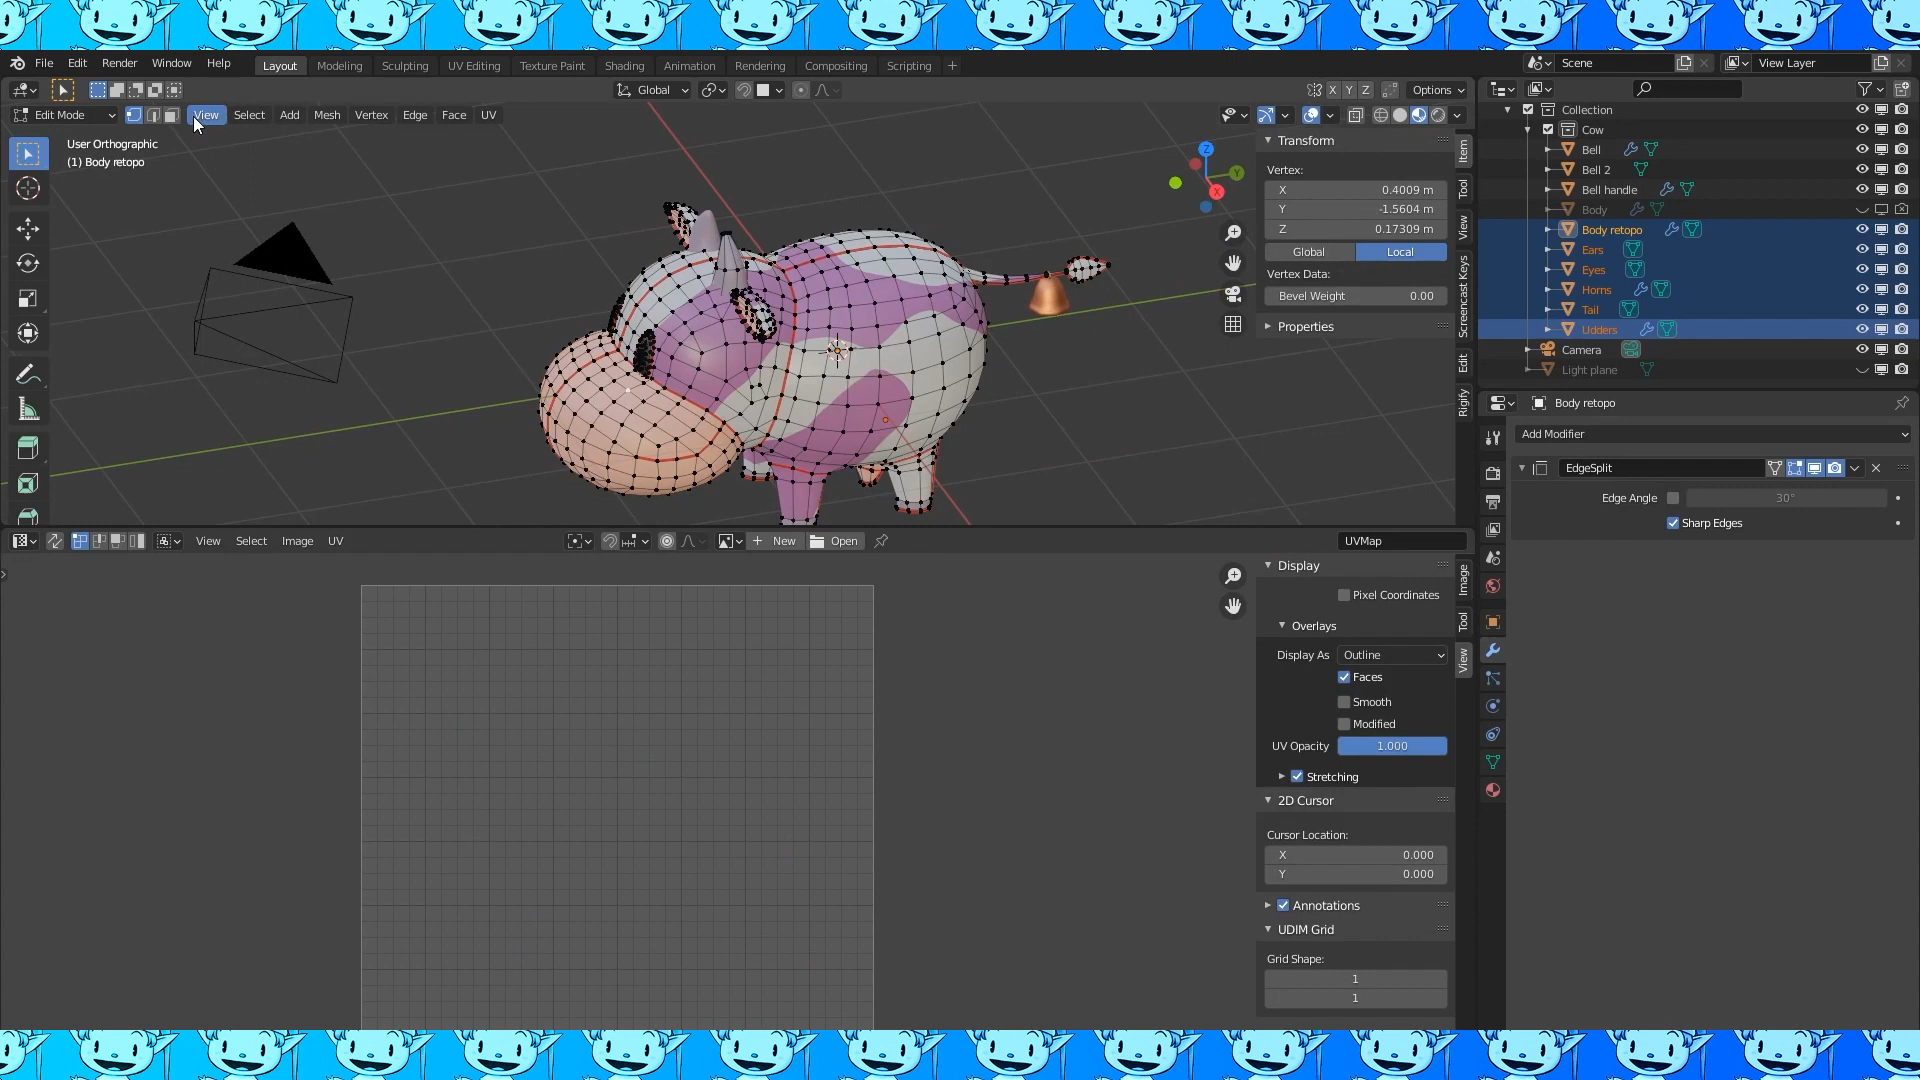 File Edit Render Window Help Layout Modeling Sculpting UV Editing Texture Paint Shading Animation Rendering Compositing Scripting + Scene View Layer
Global X Y Z Options
Edit Mode View Select Add Mesh Vertex Edge Face UV
User Orthographic
(1) Body retopo
Z
Y
X
Transform
Vertex:
X 0.4009 m
Y -1.5604 m
Z 0.17309 m
Global Local
Vertex Data:
Bevel Weight 0.00
Properties
Item
Tool
View
Screencast Keys
Edit
Rigify
Collection
Cow
Bell
Bell 2
Bell handle
Body
Body retopo
Ears
Eyes
Horns
Tail
Udders
Camera
Light plane
Body retopo
Add Modifier
EdgeSplit
Edge Angle 30°
Sharp Edges
View Select Image UV + New Open UVMap
Display
Pixel Coordinates
Overlays
Display As Outline
Faces
Smooth
Modified
UV Opacity 1.000
Stretching
2D Cursor
Cursor Location:
X 0.000
Y 0.000
Annotations
UDIM Grid
Grid Shape:
1
1
Image
Tool
View